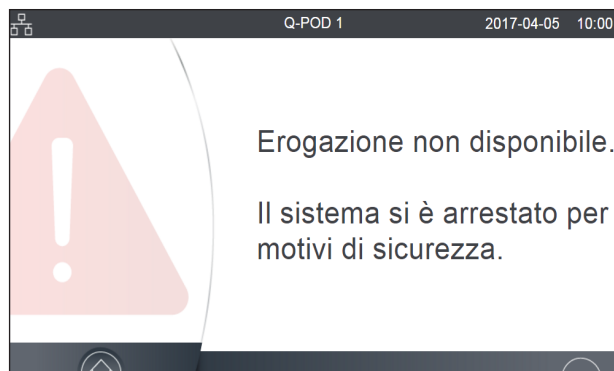 Q-POD 1 2017-04-05 10:00
Erogazione non disponibile.
Il sistema si è arrestato per
motivi di sicurezza.